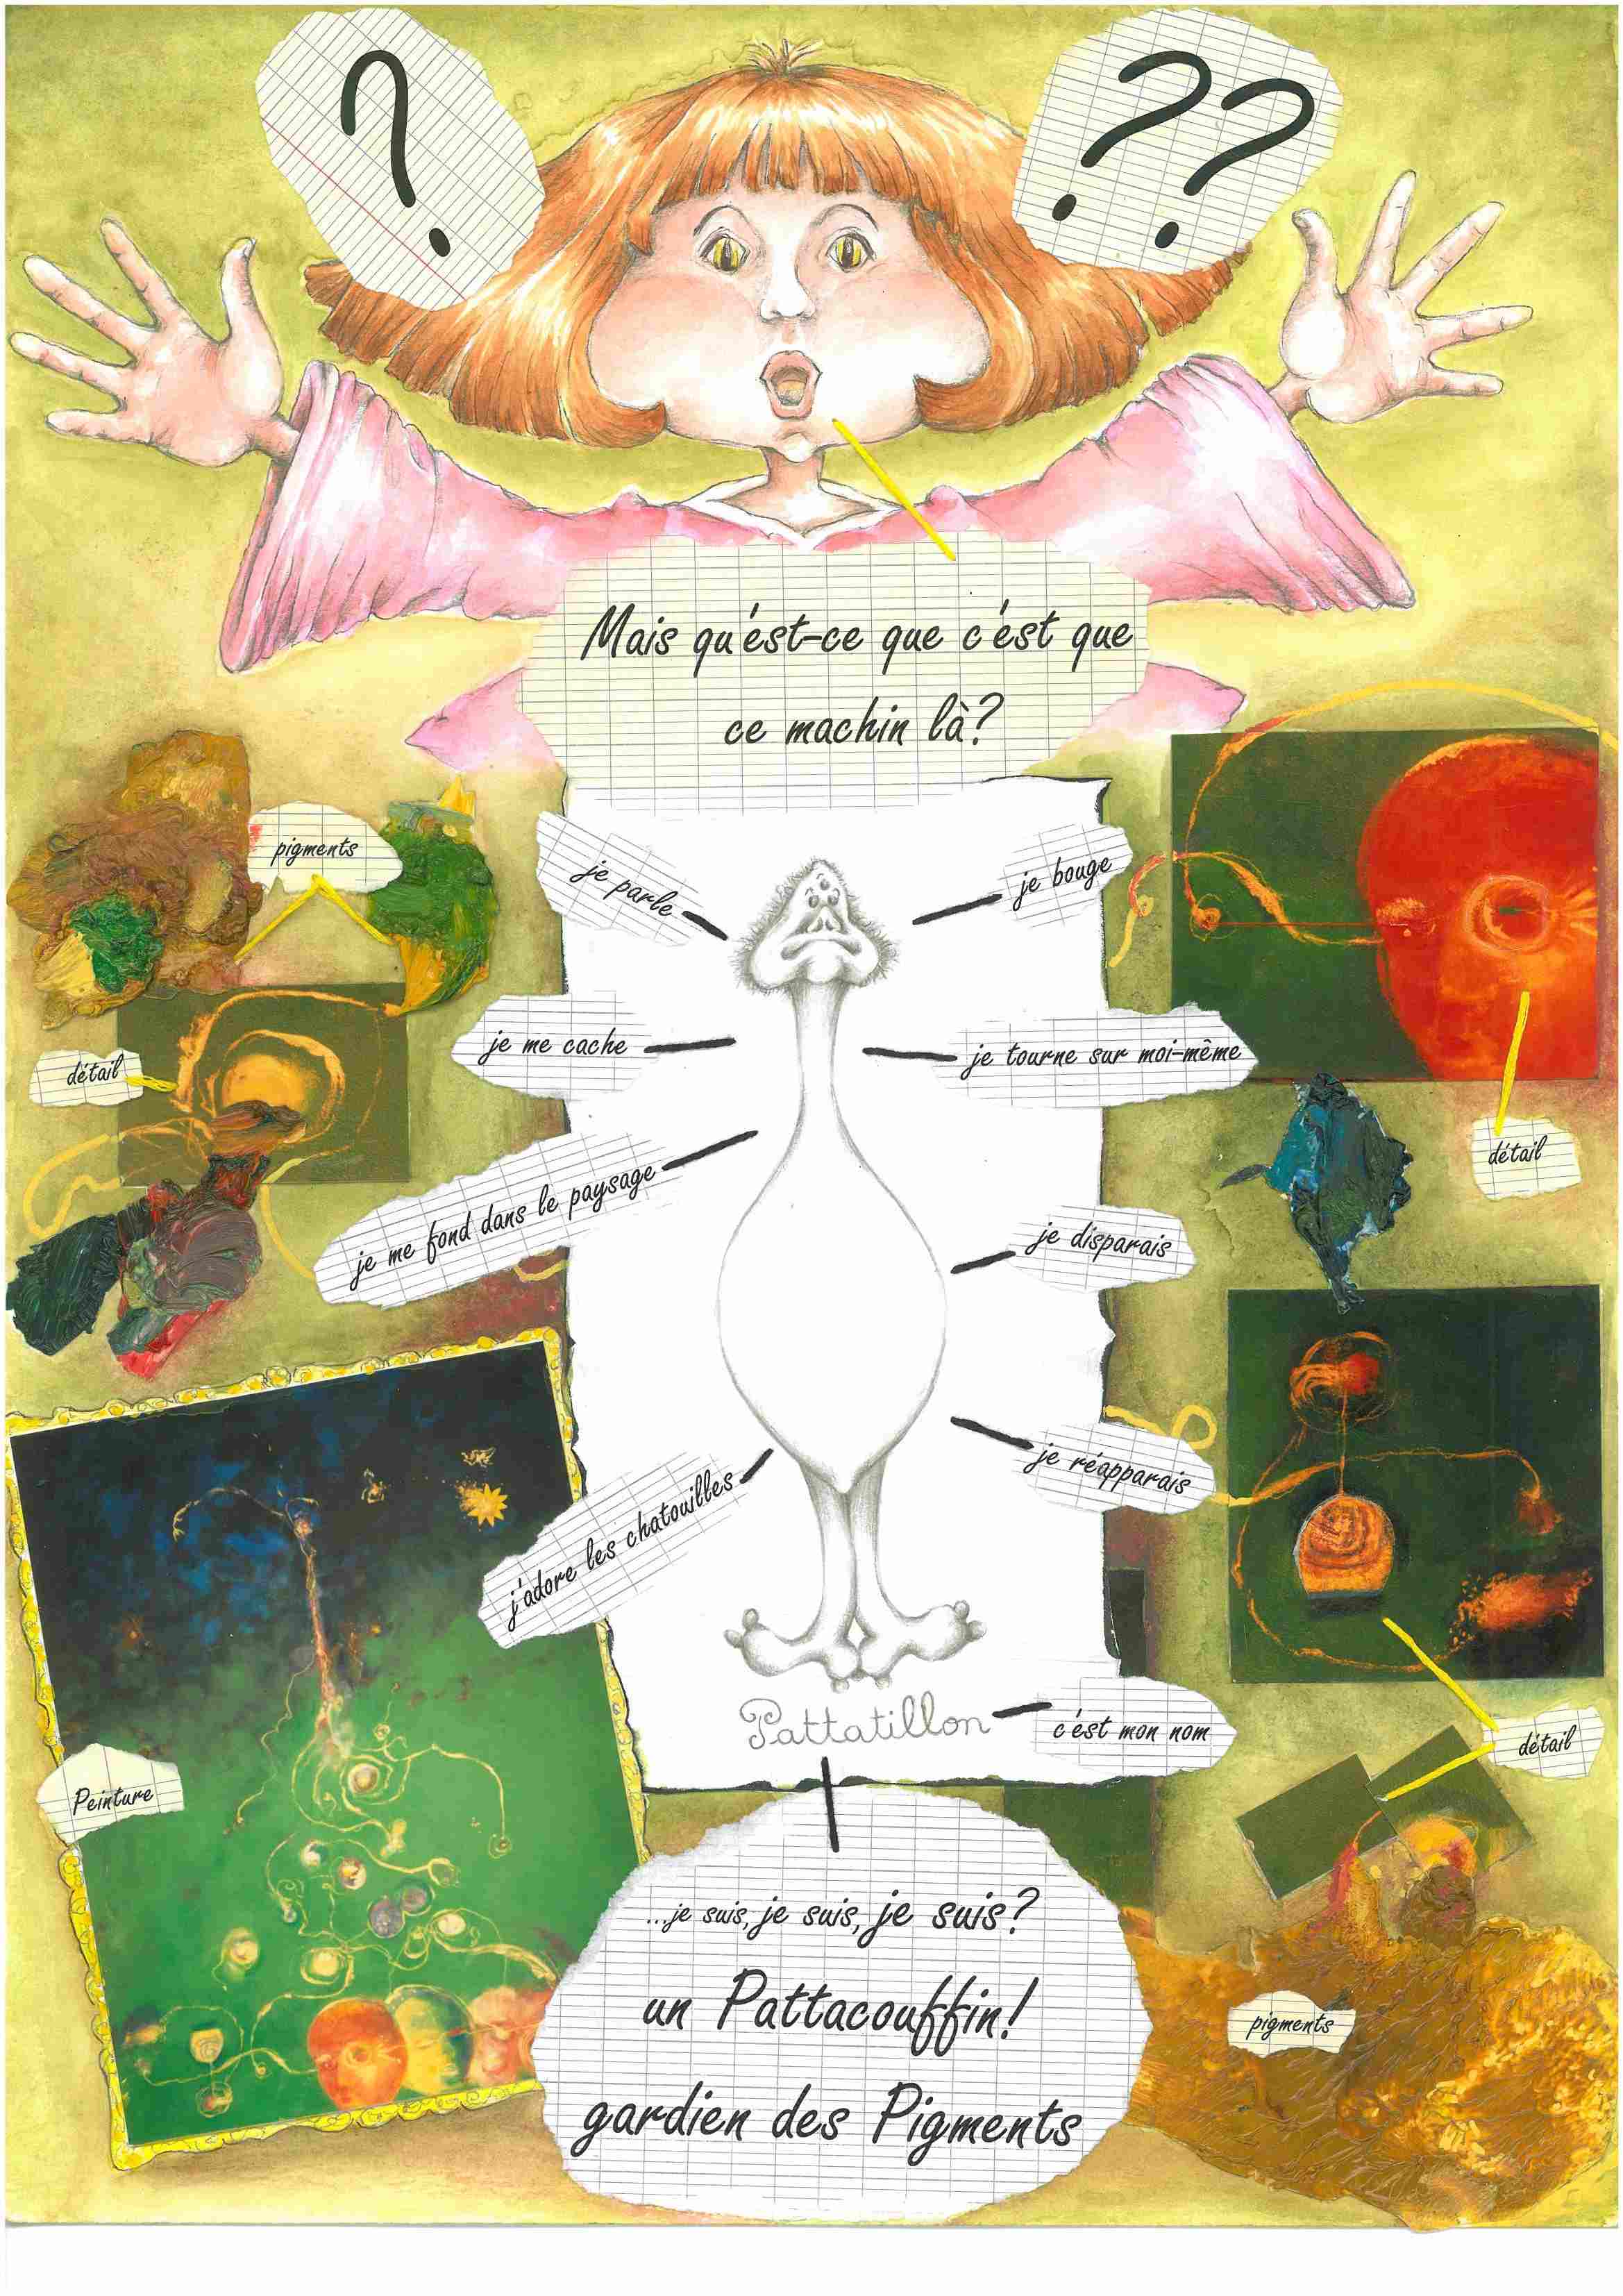 ?
??
Mais qu'est-ce que c'est que
ce machin là?
pigments
je parle
je bouge
détail
je me cache
je tourne sur moi-même
détail
je me fond dans le paysage
je disparais
je réapparais
j'adore les chatouilles
Pattatillon
c'est mon nom
détail
Peinture
...je suis, je suis, je suis?
un Pattacouffin!
pigments
gardien des Pigments